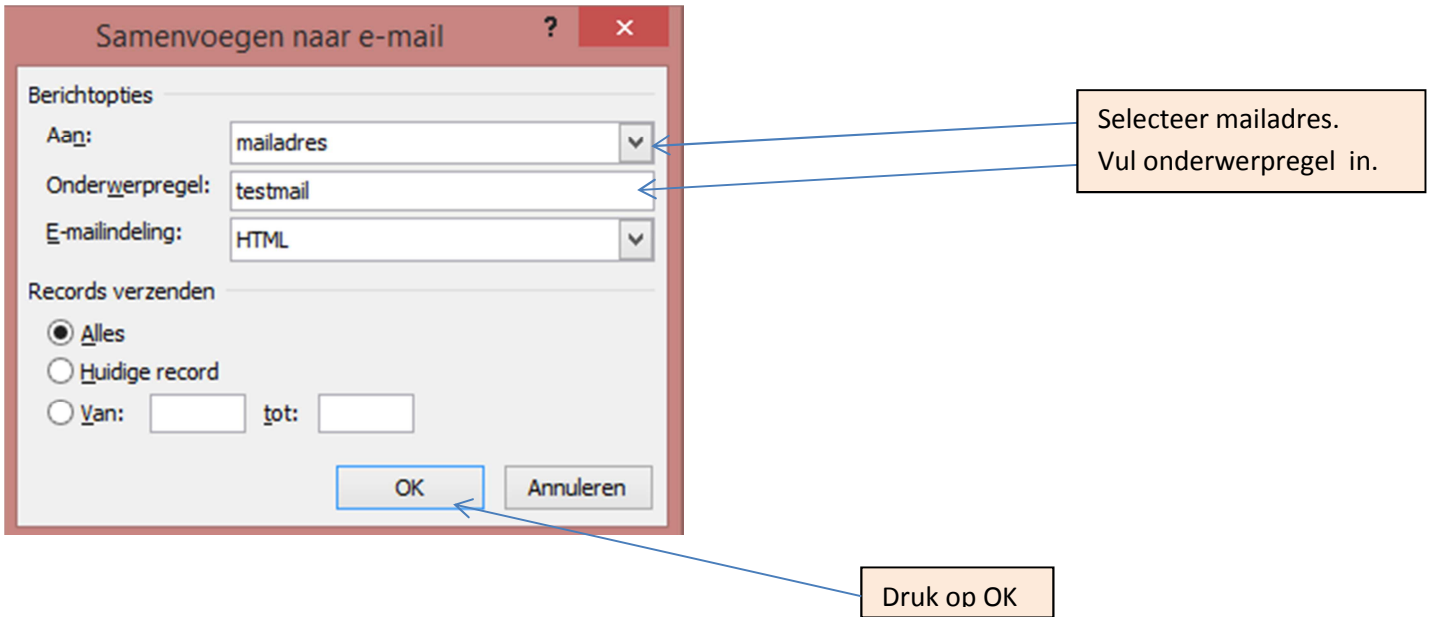 Samenvoegen naar e-mail ? x
Berichtopties
Aan: mailadres
Onderwerpregel: testmail
E-mailindeling: HTML
Records verzenden
Alles
Huidige record
Van: tot:
OK Annuleren
Selecteer mailadres.
Vul onderwerpregel in.
Druk op OK